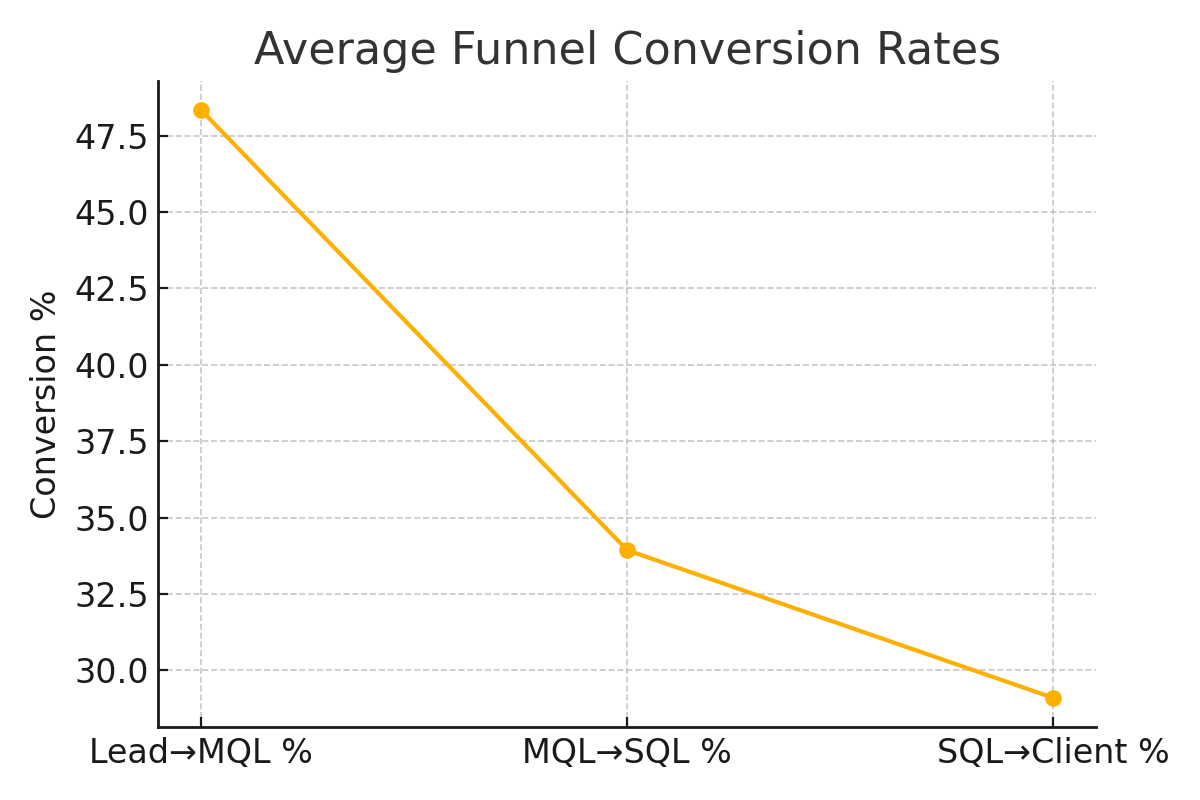 Average Funnel Conversion Rates
Conversion %
47.5
45.0
42.5
40.0
37.5
35.0
32.5
30.0
Lead→MQL %
MQL→SQL %
SQL→Client %